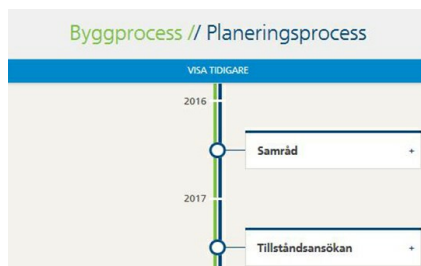 Byggprocess // Planeringsprocess
VISA TIDIGARE
2016
Samråd +
2017
Tillståndsansökan +